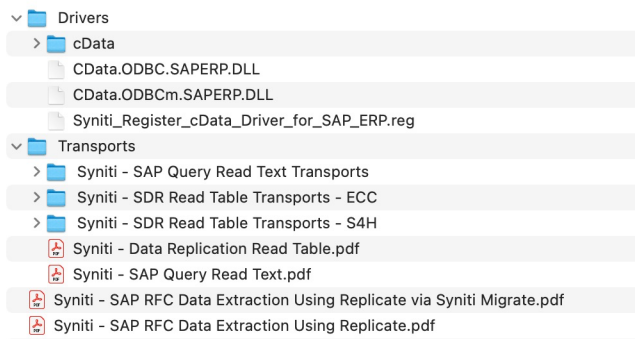 Drivers
cData
CData.ODBC.SAPERP.DLL
CData.ODBCm.SAPERP.DLL
Syniti_Register_cData_Driver_for_SAP_ERP.reg
Transports
Syniti - SAP Query Read Text Transports
Syniti - SDR Read Table Transports - ECC
Syniti - SDR Read Table Transports - S4H
Syniti - Data Replication Read Table.pdf
Syniti - SAP Query Read Text.pdf
Syniti - SAP RFC Data Extraction Using Replicate via Syniti Migrate.pdf
Syniti - SAP RFC Data Extraction Using Replicate.pdf